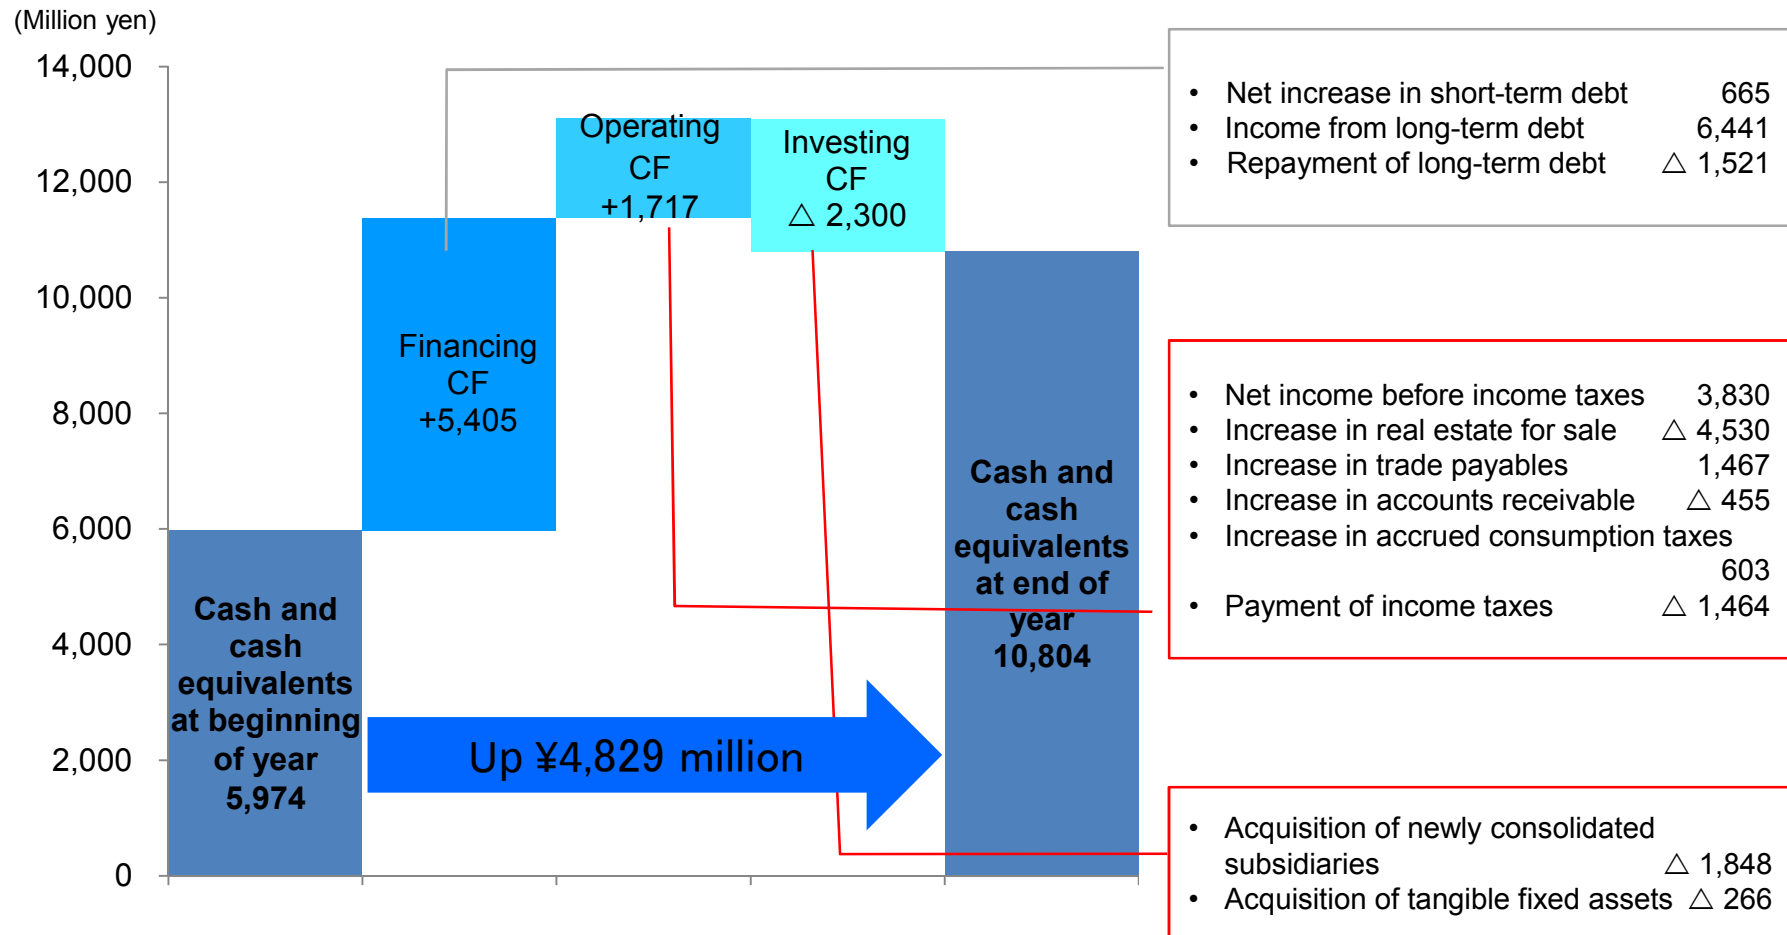 (Million yen)
14,000
12,000
10,000
8,000
6,000
4,000
2,000
0
Cash and
cash
equivalents
at beginning
of year
5,974
Financing
CF
+5,405
Operating
CF
+1,717
Investing
CF
△ 2,300
Cash and
cash
equivalents
at end of
year
10,804
Up ¥4,829 million
• Net increase in short-term debt 665
• Income from long-term debt 6,441
• Repayment of long-term debt △ 1,521
• Net income before income taxes 3,830
• Increase in real estate for sale △ 4,530
• Increase in trade payables 1,467
• Increase in accounts receivable △ 455
• Increase in accrued consumption taxes
603
• Payment of income taxes △ 1,464
• Acquisition of newly consolidated
subsidiaries △ 1,848
• Acquisition of tangible fixed assets △ 266